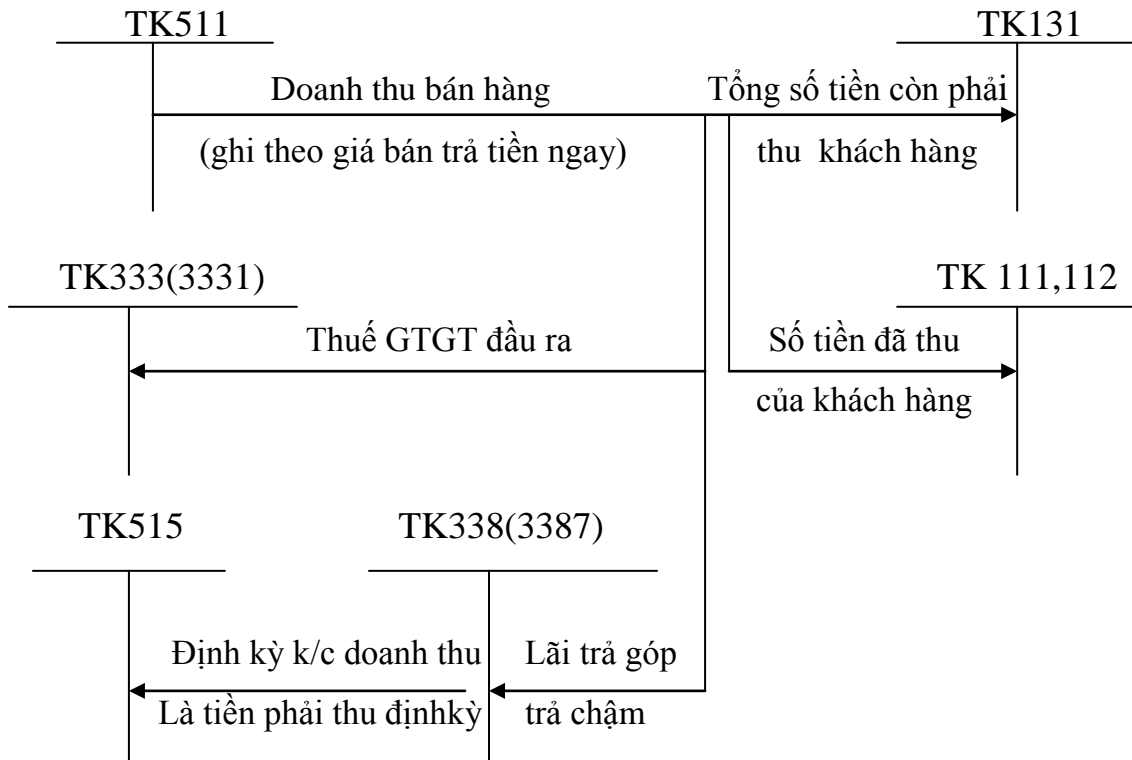 TK511
TK131
Doanh thu bán hàng
(ghi theo giá bán trả tiền ngay)
Tổng số tiền còn phải
thu khách hàng
TK333(3331)
TK 111,112
Thuế GTGT đầu ra
Số tiền đã thu
của khách hàng
TK515
TK338(3387)
Định kỳ k/c doanh thu
Là tiền phải thu địnhkỳ
Lãi trả góp
trả chậm